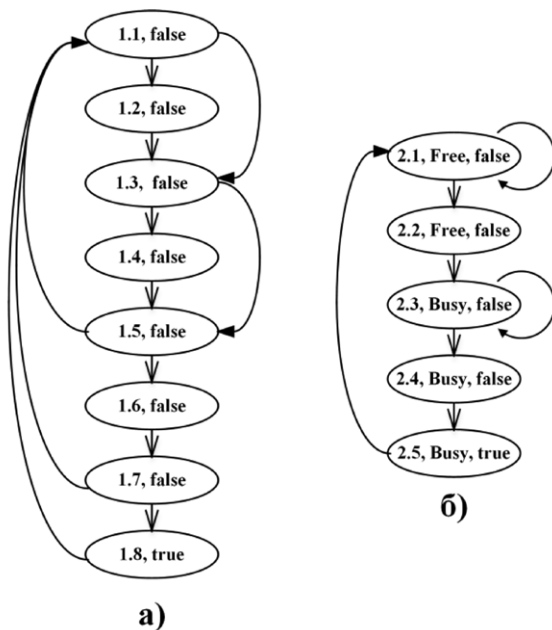 1.1, false
1.2, false
1.3, false
1.4, false
1.5, false
1.6, false
1.7, false
1.8, true
а)
2.1, Free, false
2.2, Free, false
2.3, Busy, false
2.4, Busy, false
2.5, Busy, true
б)